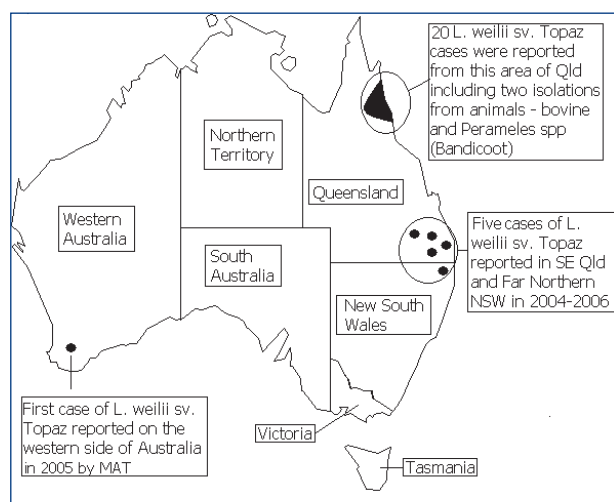 20 L. weilii sv. Topaz
cases were reported
from this area of Qld
including two isolations
from animals - bovine
and Perameles spp
(Bandicoot)
Northern
Territory
Queensland
Western
Australia
South
Australia
Five cases of L.
weilii sv. Topaz
reported in SE Qld
and Far Northern
NSW in 2004-2006
New South
Wales
First case of L. weilii sv.
Topaz reported on the
western side of Australia
in 2005 by MAT
Victoria
Tasmania